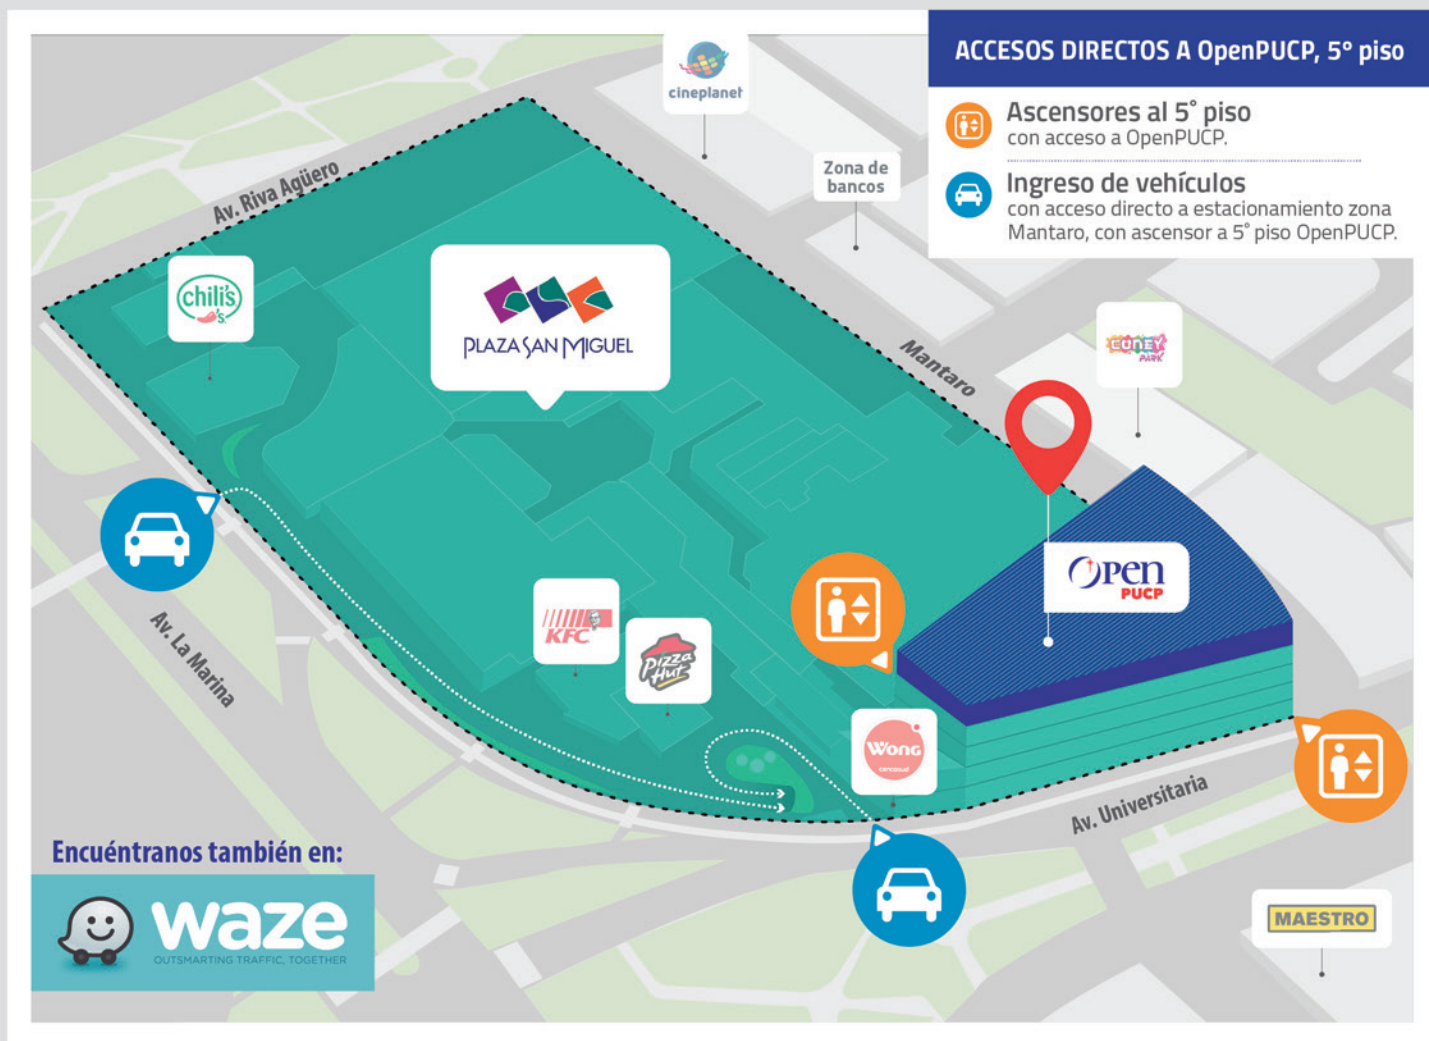 ACCESOS DIRECTOS A OpenPUCP, 5° piso
Ascensores al 5° piso
con acceso a OpenPUCP.
Ingreso de vehículos
con acceso directo a estacionamiento zona
Mantaro, con ascensor a 5° piso OpenPUCP.
cineplanet
Zona de
bancos
Av. Riva Agüero
chili's
PLAZA SAN MIGUEL
Mantaro
CONEY
PARK
OPEN
PUCP
KFC
Pizza
Hut
Wong
cencosud
Av. La Marina
Av. Universitaria
MAESTRO
Encuéntranos también en:
waze
OUTSMARTING TRAFFIC, TOGETHER